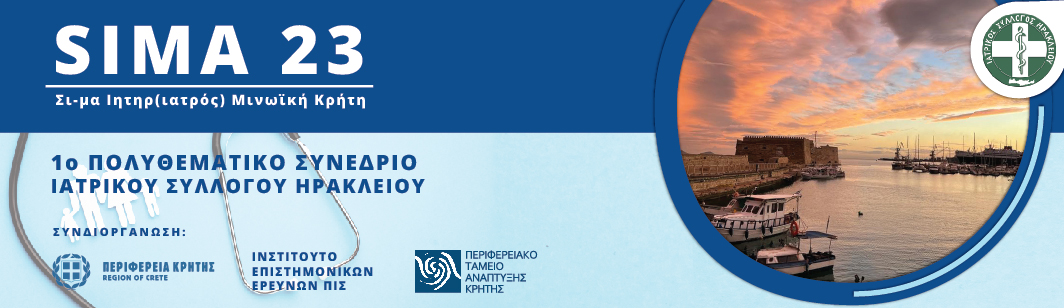 SIMA 23
Σι-μα Ιητηρ(ιατρός) Μινωϊκή Κρήτη
1ο ΠΟΛΥΘΕΜΑΤΙΚΟ ΣΥΝΕΔΡΙΟ
ΙΑΤΡΙΚΟΥ ΣΥΛΛΟΓΟΥ ΗΡΑΚΛΕΙΟΥ
ΣΥΝΔΙΟΡΓΑΝΩΣΗ:
ΠΕΡΙΦΕΡΕΙΑ ΚΡΗΤΗΣ
REGION OF CRETE
ΙΝΣΤΙΤΟΥΤΟ
ΕΠΙΣΤΗΜΟΝΙΚΩΝ
ΕΡΕΥΝΩΝ ΠΙΣ
ΠΕΡΙΦΕΡΕΙΑΚΟ
ΤΑΜΕΙΟ
ΑΝΑΠΤΥΞΗΣ
ΚΡΗΤΗΣ
ΙΑΤΡΙΚΟΣ ΣΥΛΛΟΓΟΣ ΗΡΑΚΛΕΙΟΥ